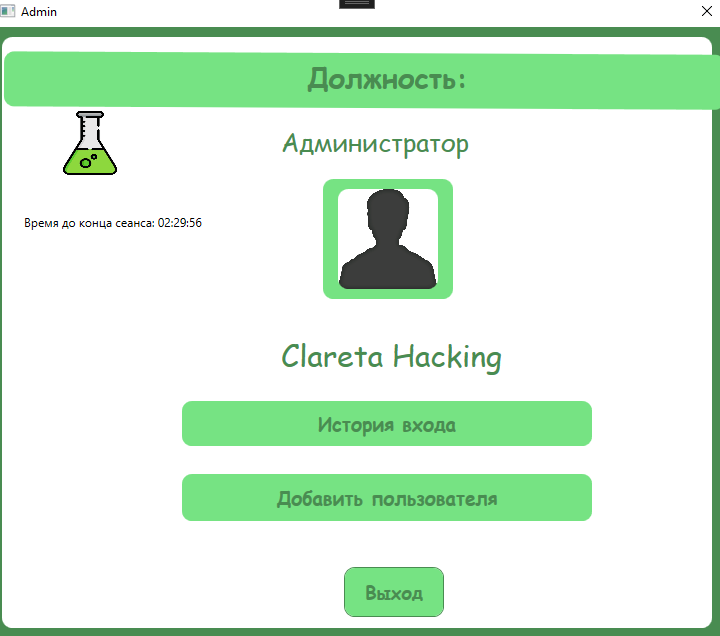 Admin
Должность:
Администратор
Время до конца сеанса: 02:29:56
Clareta Hacking
История входа
Добавить пользователя
Выход